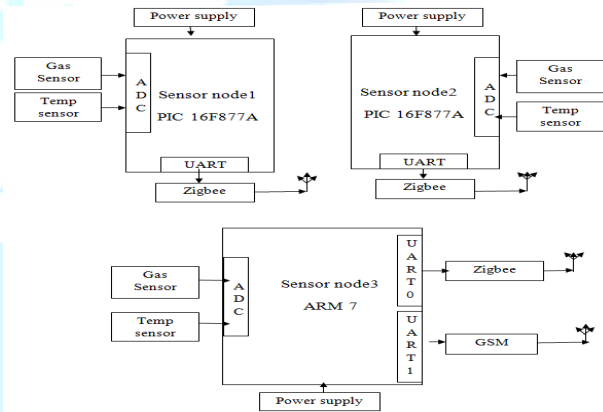 Power supply
Gas
Sensor
Temp
sensor
A
D
C
Sensor node1
PIC 16F877A
UART
Zigbee
Power supply
Sensor node2
PIC 16F877A
A
D
C
Gas
Sensor
Temp
sensor
UART
Zigbee
Gas
Sensor
Temp
sensor
A
D
C
Sensor node3
ARM 7
U
A
R
T
0
U
A
R
T
1
Zigbee
GSM
Power supply